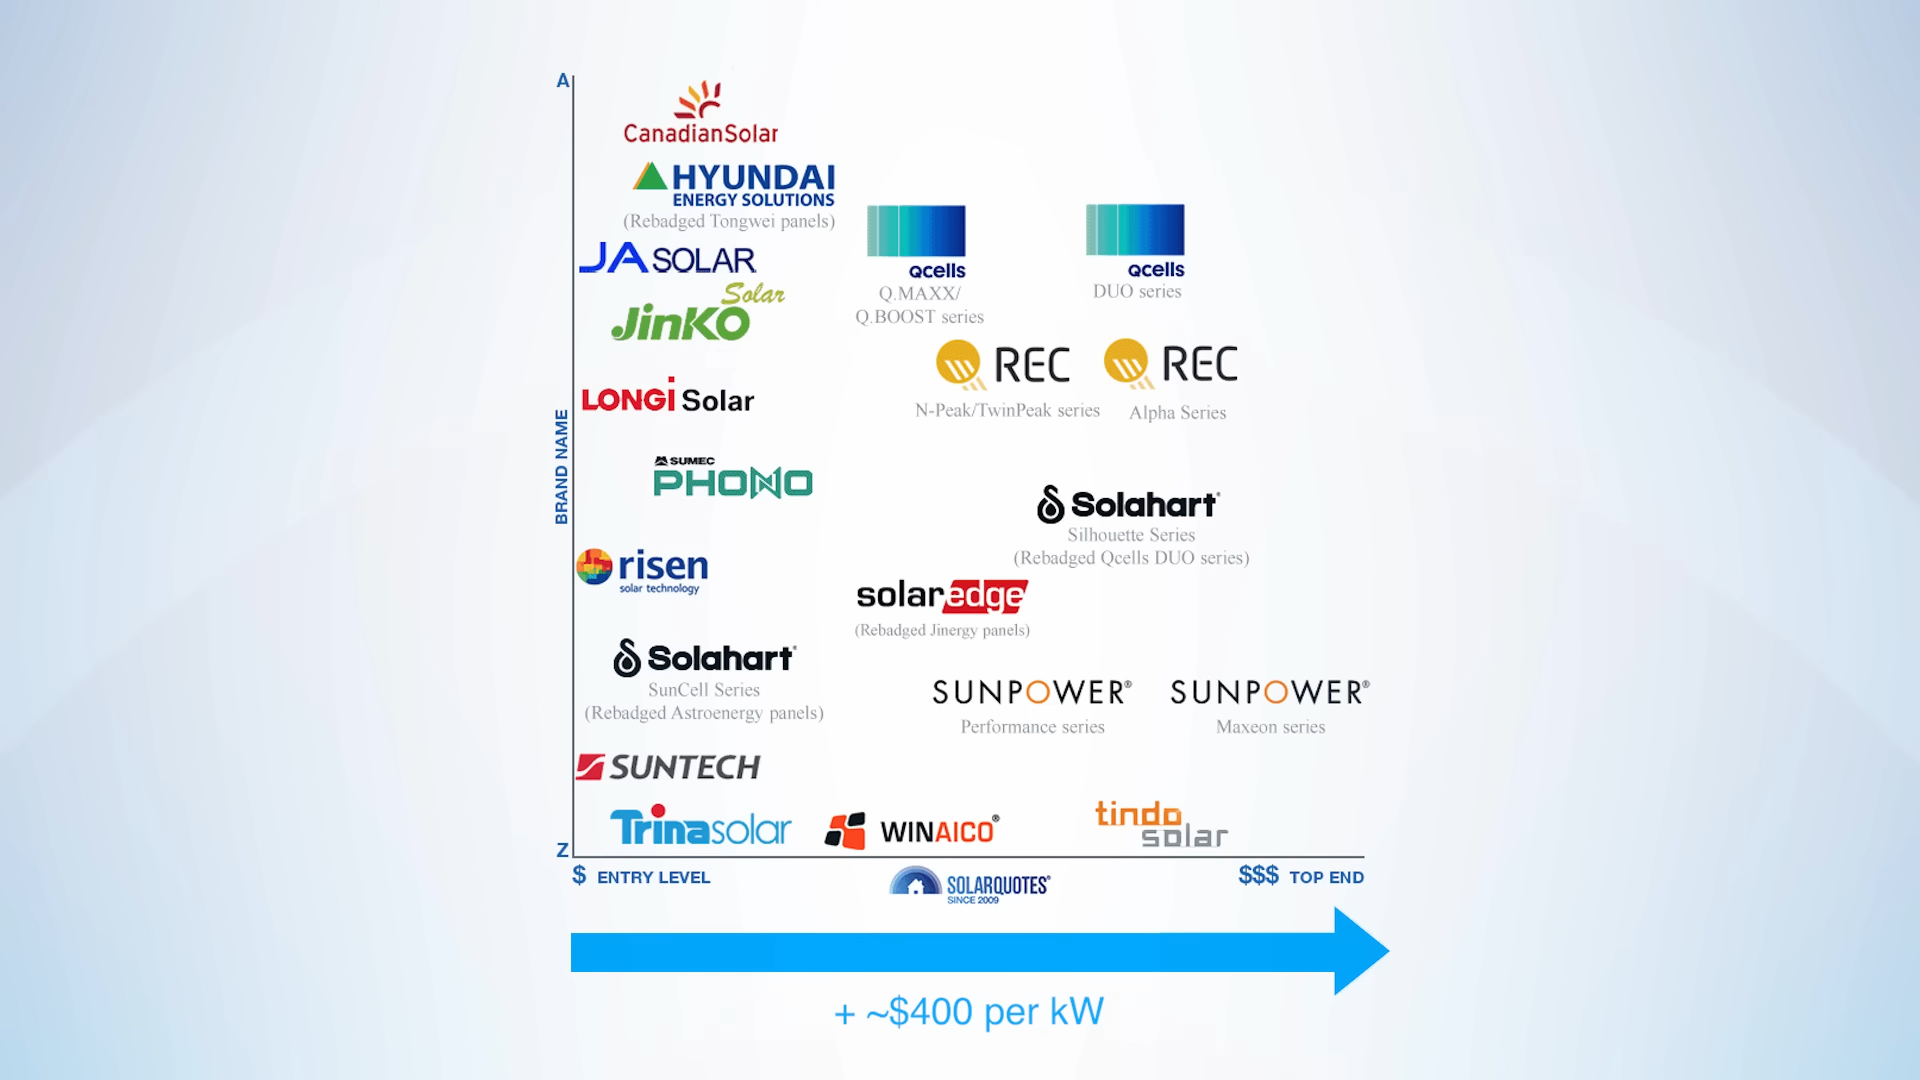 A
CanadianSolar
HYUNDAI
ENERGY SOLUTIONS
(Rebadged Tongwei panels)
JA SOLAR
Qcells
Q.MAXX/
Q.BOOST series
Qcells
DUO series
Solar
JinKO
REC
N-Peak/TwinPeak series
REC
Alpha Series
LONGi Solar
BRAND NAME
SUMEC
PHONO
Solahart®
Silhouette Series
(Rebadged Qcells DUO series)
risen
solar technology
solaredge
(Rebadged Jinergy panels)
Solahart®
SunCell Series
(Rebadged Astroenergy panels)
SUNPOWER®
Performance series
SUNPOWER®
Maxeon series
SUNTECH
Trinasolar
WINAICO®
tindo
solar
Z
$ ENTRY LEVEL
$$$ TOP END
SOLARQUOTES®
SINCE 2009
+ ~$400 per kW